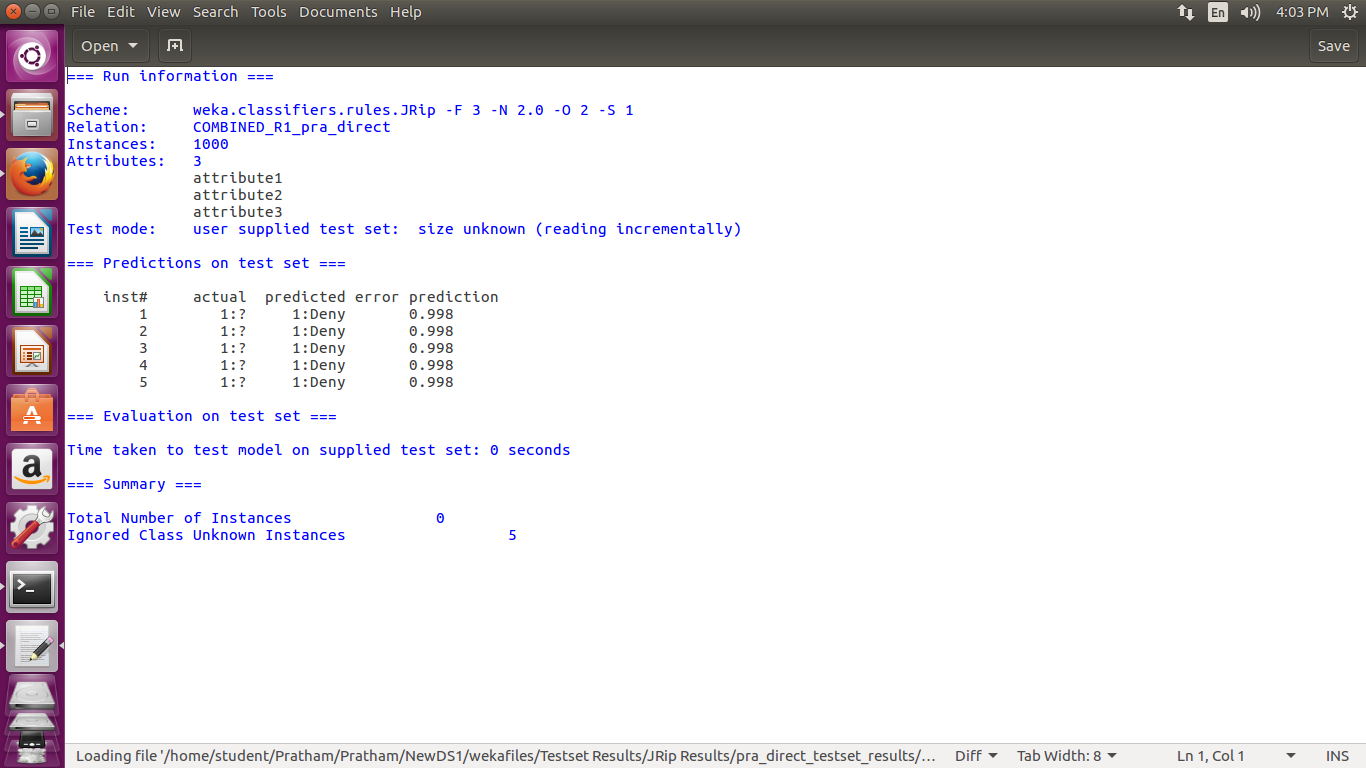 File Edit View Search Tools Documents Help
En 4:03 PM
Open Save
=== Run information ===
Scheme: weka.classifiers.rules.JRip -F 3 -N 2.0 -O 2 -S 1
Relation: COMBINED_R1_pra_direct
Instances: 1000
Attributes: 3
attribute1
attribute2
attribute3
Test mode: user supplied test set: size unknown (reading incrementally)
=== Predictions on test set ===
inst# actual predicted error prediction
1 1:? 1:Deny 0.998
2 1:? 1:Deny 0.998
3 1:? 1:Deny 0.998
4 1:? 1:Deny 0.998
5 1:? 1:Deny 0.998
=== Evaluation on test set ===
Time taken to test model on supplied test set: 0 seconds
=== Summary ===
Total Number of Instances 0
Ignored Class Unknown Instances 5
Loading file '/home/student/Pratham/Pratham/NewDS1/wekafiles/Testset Results/JRip Results/pra_direct_testset_results/… Diff Tab Width: 8 Ln 1, Col 1 INS